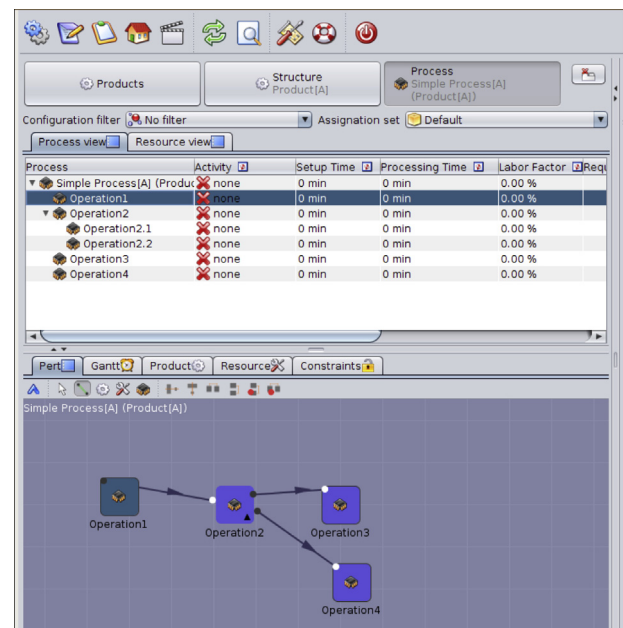 Products
Structure
Product[A]
Process
Simple Process[A]
(Product[A])
Configuration filter No filter Assignation set Default
Process view Resource view
Process Activity Setup Time Processing Time Labor Factor Requ
Simple Process[A] (Produc none 0 min 0 min 0.00 %
Operation1 none 0 min 0 min 0.00 %
Operation2 none 0 min 0 min 0.00 %
Operation2.1 none 0 min 0 min 0.00 %
Operation2.2 none 0 min 0 min 0.00 %
Operation3 none 0 min 0 min 0.00 %
Operation4 none 0 min 0 min 0.00 %
Pert Gantt Product Resource Constraints
Simple Process[A] (Product[A])
Operation1
Operation2
Operation3
Operation4